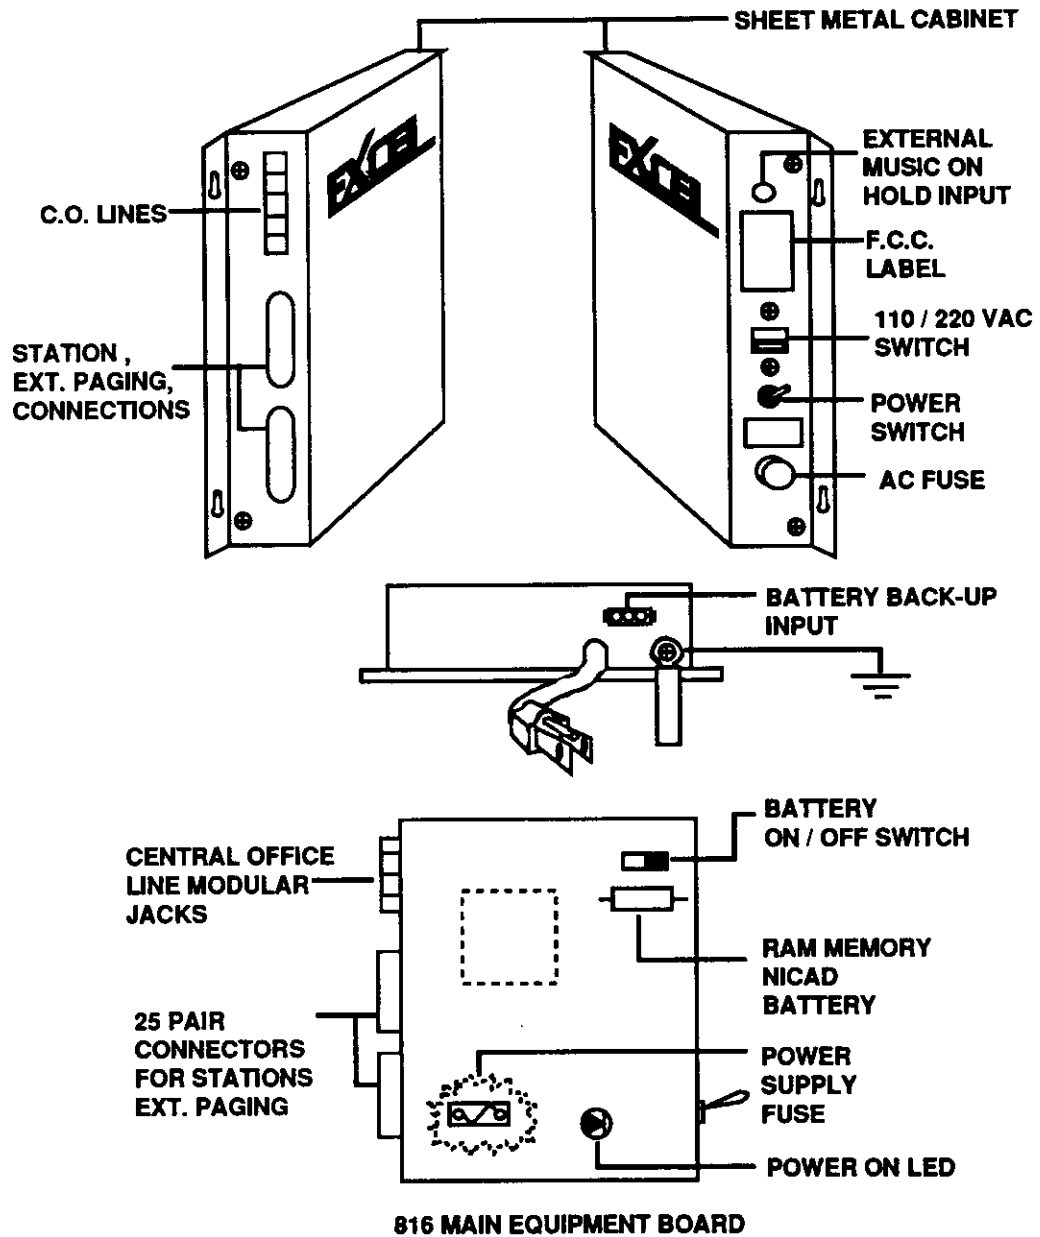 SHEET METAL CABINET
EXCEL
EXCEL
EXTERNAL
MUSIC ON
HOLD INPUT
C.O. LINES
F.C.C.
LABEL
110 / 220 VAC
SWITCH
STATION ,
EXT. PAGING,
CONNECTIONS
POWER
SWITCH
AC FUSE
BATTERY BACK-UP
INPUT
BATTERY
ON / OFF SWITCH
CENTRAL OFFICE
LINE MODULAR
JACKS
RAM MEMORY
NICAD
BATTERY
25 PAIR
CONNECTORS
FOR STATIONS
EXT. PAGING
POWER
SUPPLY
FUSE
POWER ON LED
816 MAIN EQUIPMENT BOARD